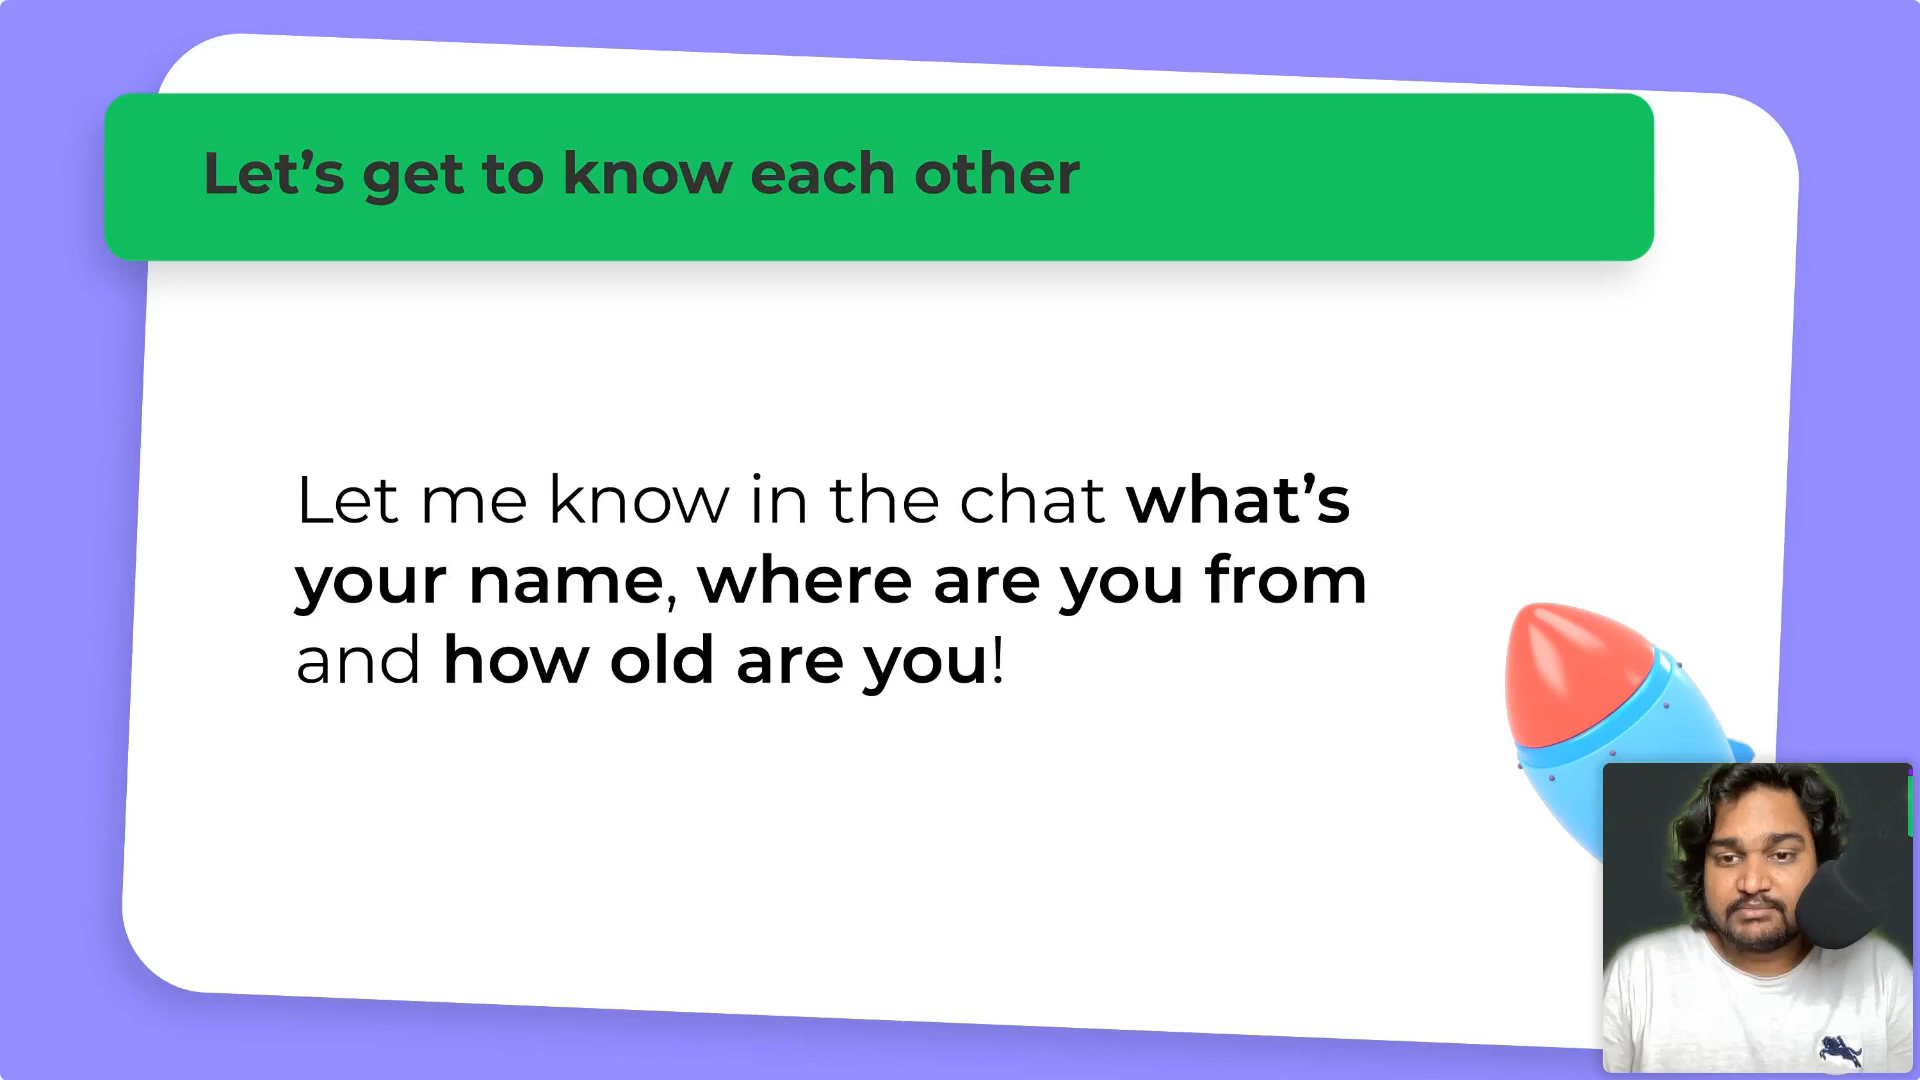 Let’s get to know each other
Let me know in the chat what’s
your name, where are you from
and how old are you!